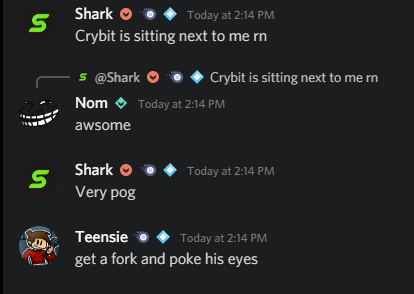 Shark Today at 2:14 PM
Crybit is sitting next to me rn
@Shark Crybit is sitting next to me rn
Nom Today at 2:14 PM
awsome
Shark Today at 2:14 PM
Very pog
Teensie Today at 2:14 PM
get a fork and poke his eyes